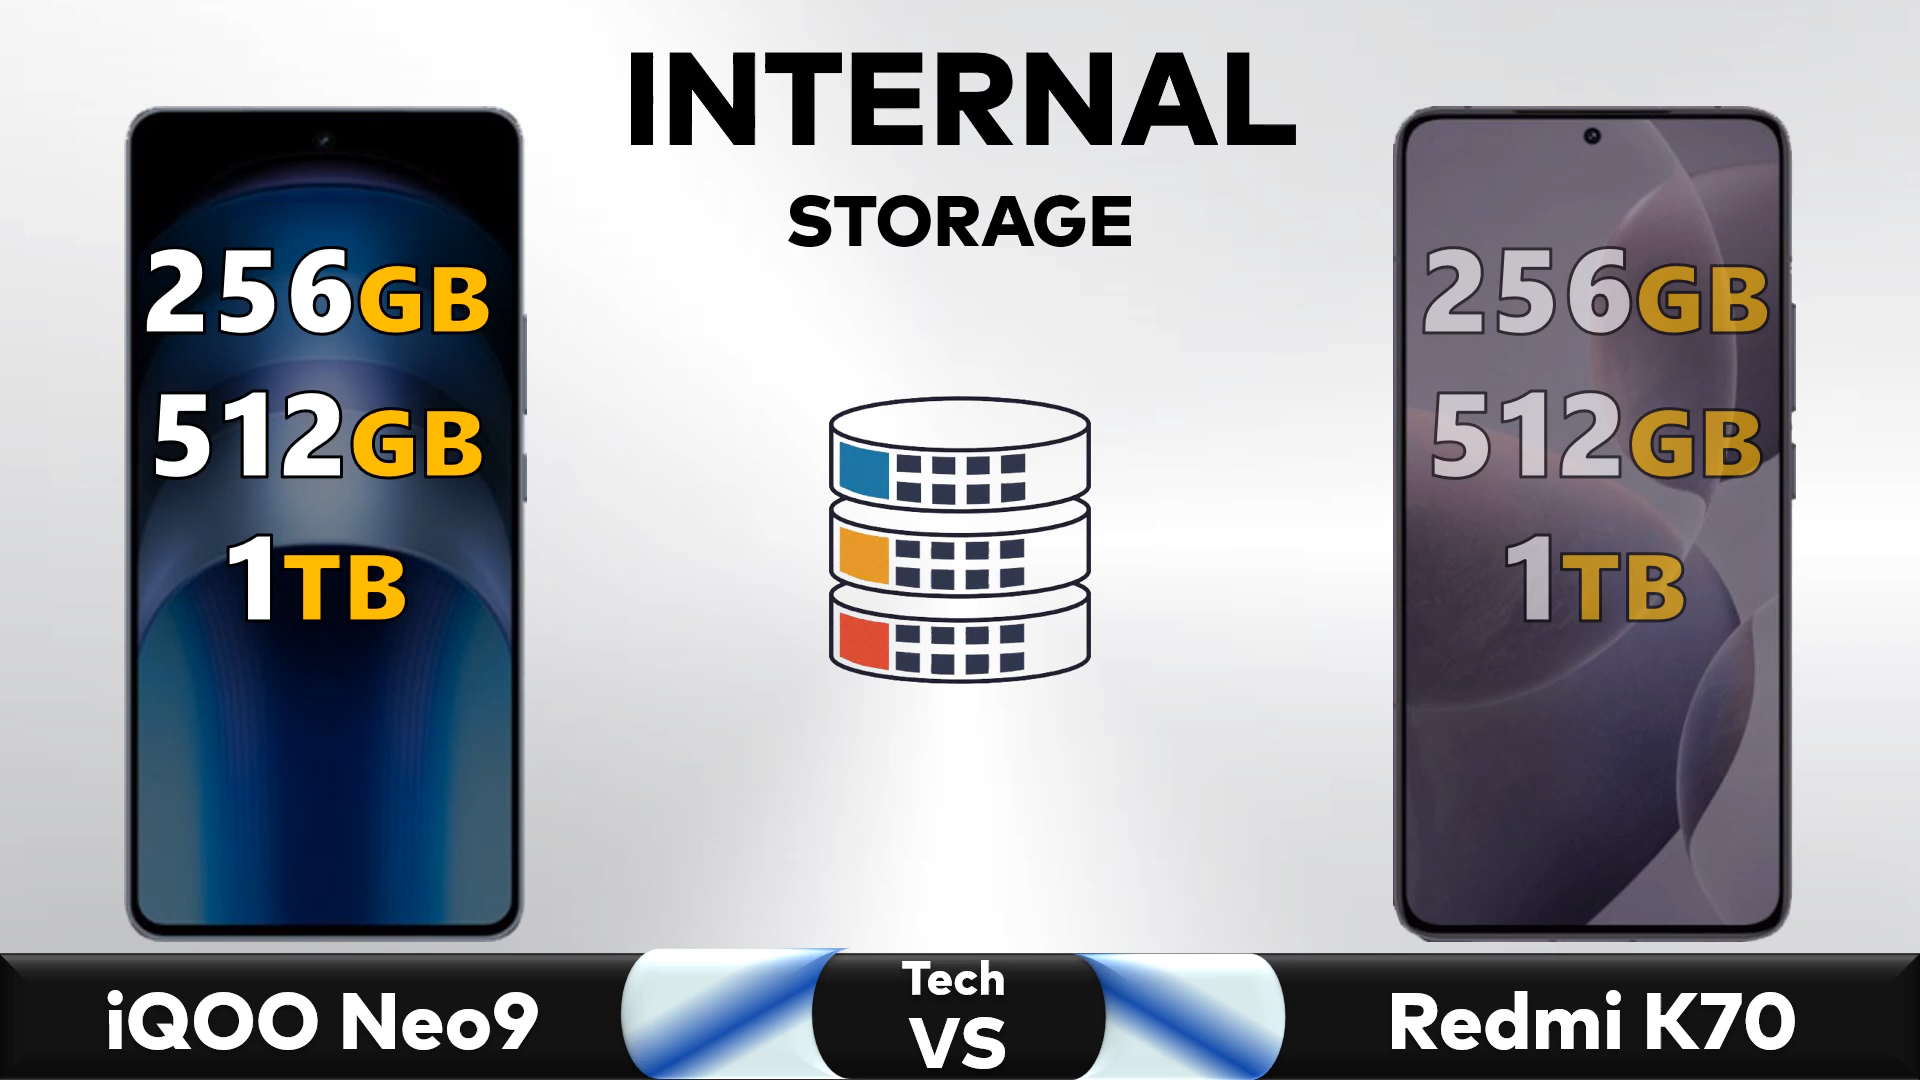 INTERNAL
STORAGE
256GB
512GB
1TB
256GB
512GB
1TB
iQOO Neo9
Tech
VS
Redmi K70